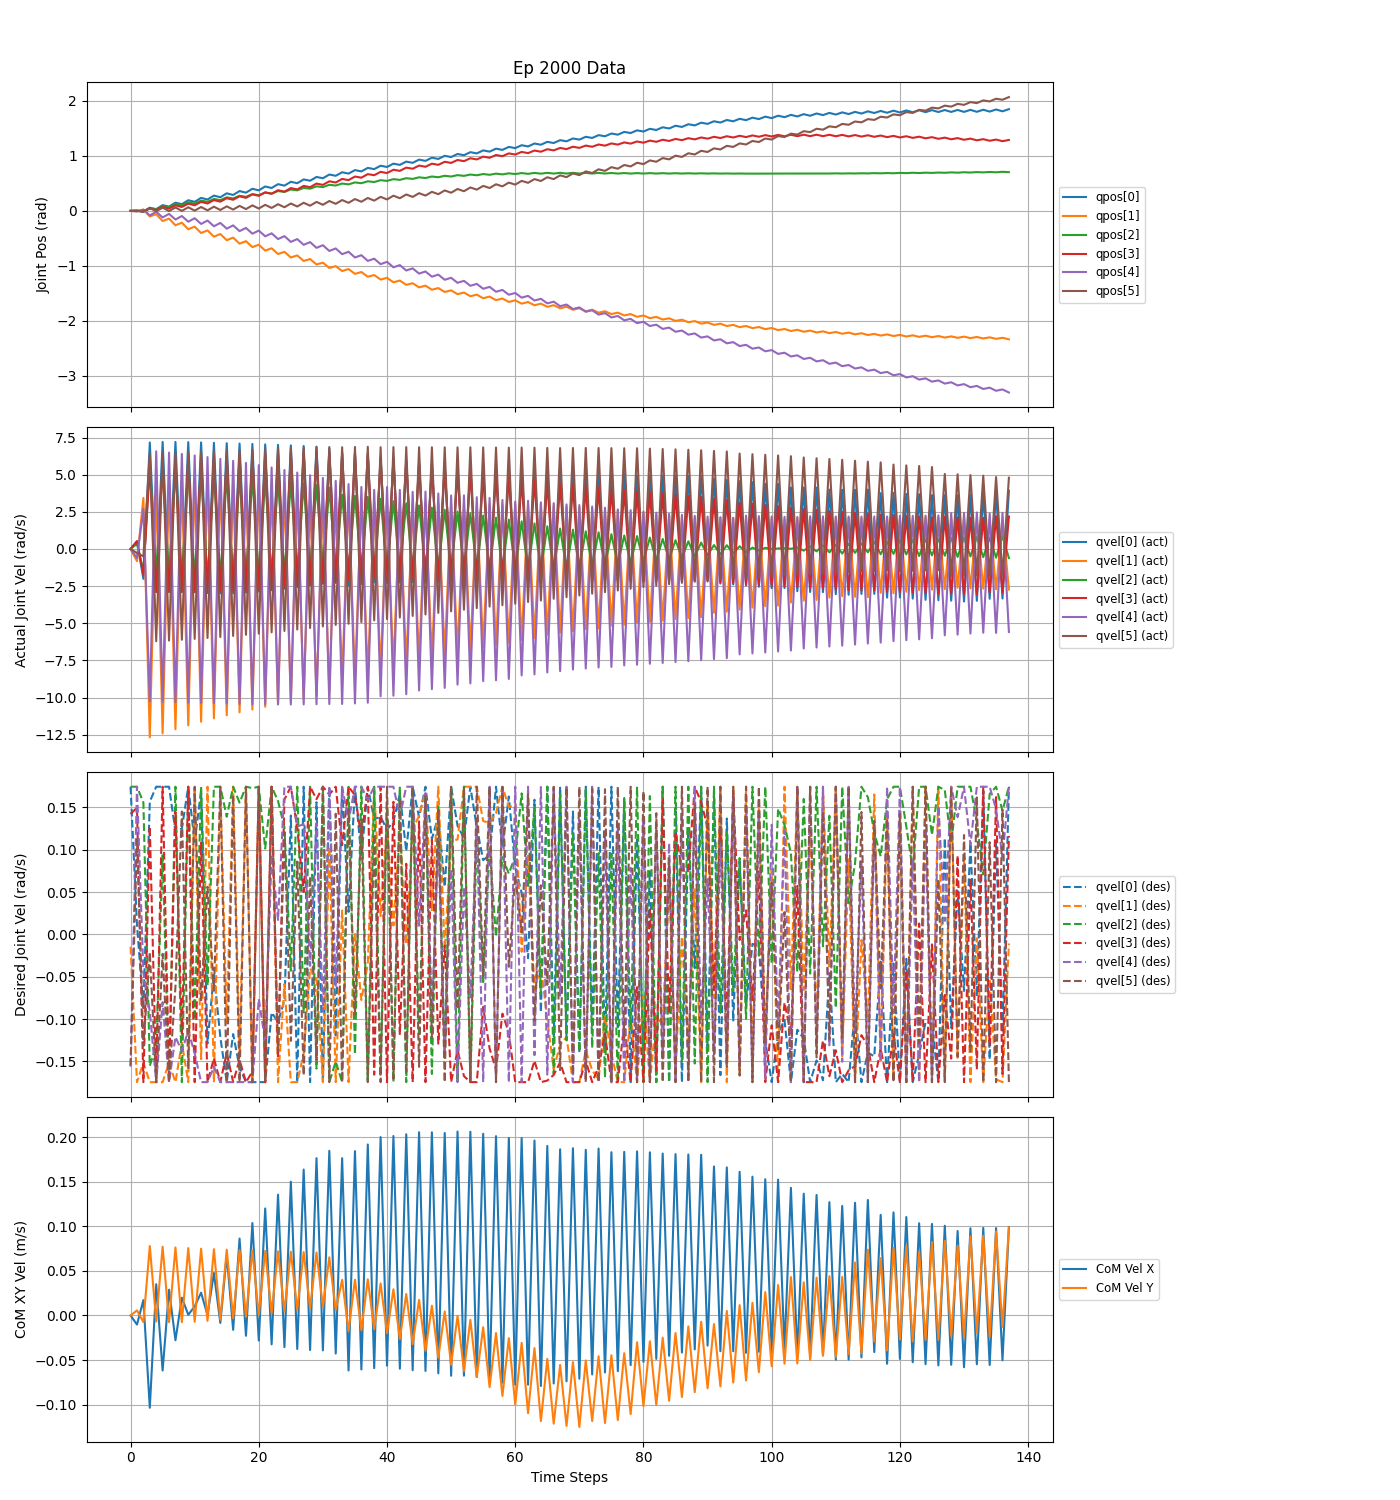 Ep 2000 Data
Joint Pos (rad)
2
1
0
−1
−2
−3
qpos[0]
qpos[1]
qpos[2]
qpos[3]
qpos[4]
qpos[5]
Actual Joint Vel (rad/s)
7.5
5.0
2.5
0.0
−2.5
−5.0
−7.5
−10.0
−12.5
qvel[0] (act)
qvel[1] (act)
qvel[2] (act)
qvel[3] (act)
qvel[4] (act)
qvel[5] (act)
Desired Joint Vel (rad/s)
0.15
0.10
0.05
0.00
−0.05
−0.10
−0.15
qvel[0] (des)
qvel[1] (des)
qvel[2] (des)
qvel[3] (des)
qvel[4] (des)
qvel[5] (des)
CoM XY Vel (m/s)
0.20
0.15
0.10
0.05
0.00
−0.05
−0.10
CoM Vel X
CoM Vel Y
0 20 40 60 80 100 120 140
Time Steps